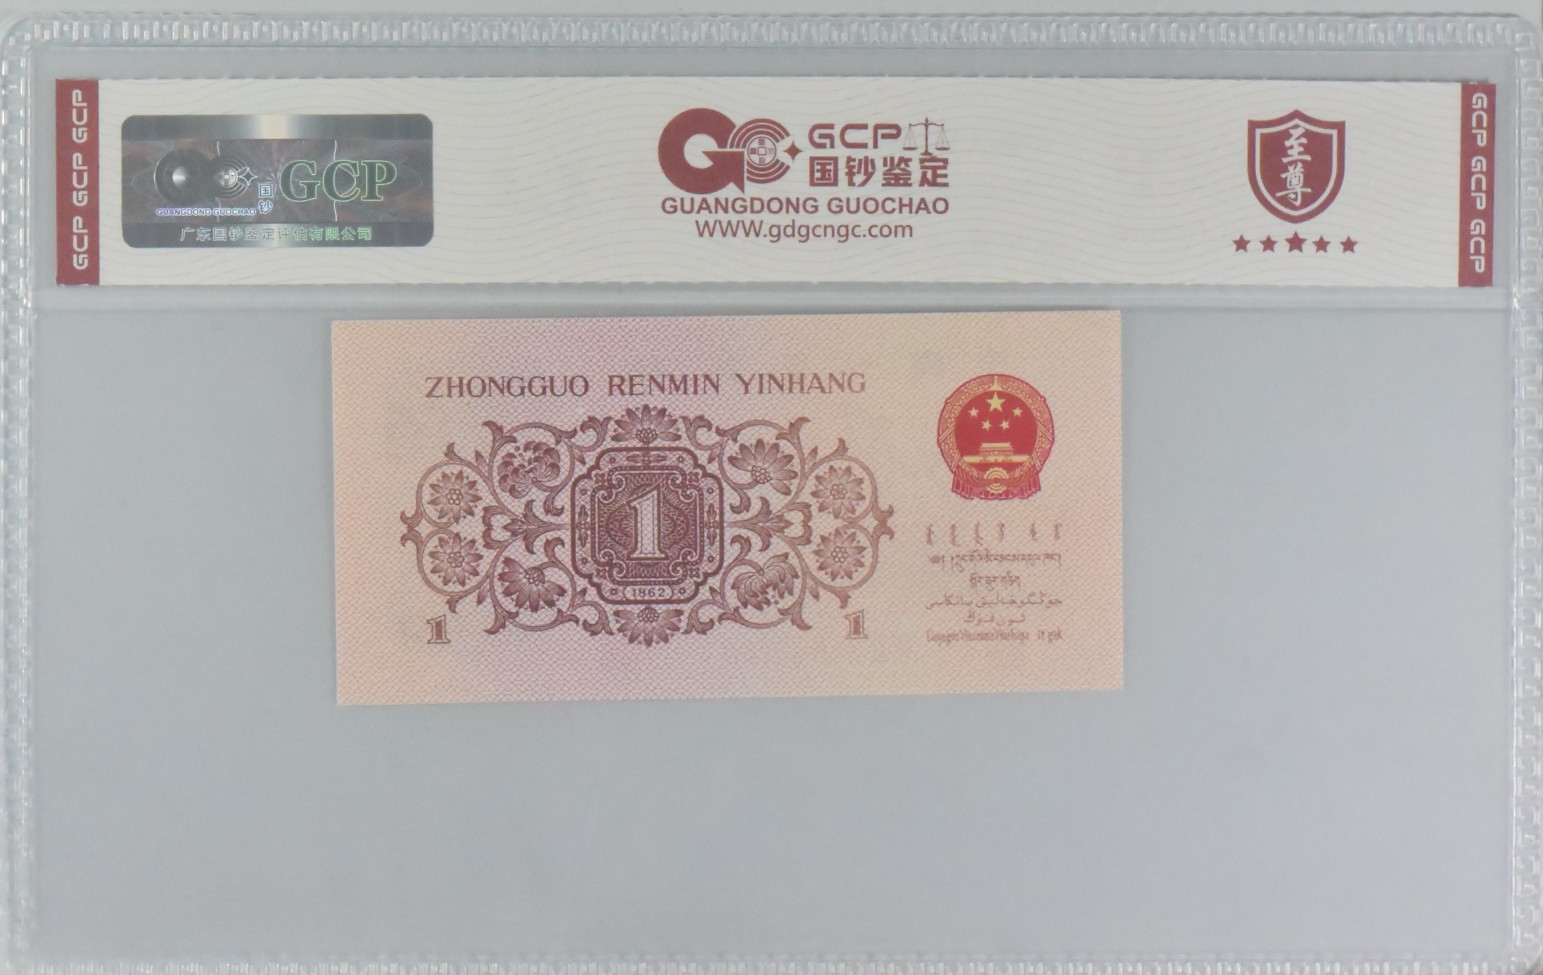 GCP GCP GCP
GCP
国
钞
GUANGDONG GUOCHAO
广东国钞鉴定评估有限公司
GCP
国钞鉴定
GUANGDONG GUOCHAO
WWW.gdgcngc.com
至
尊
GCP GCP GCP
ZHONGGUO RENMIN YINHANG
1
1962
1 1